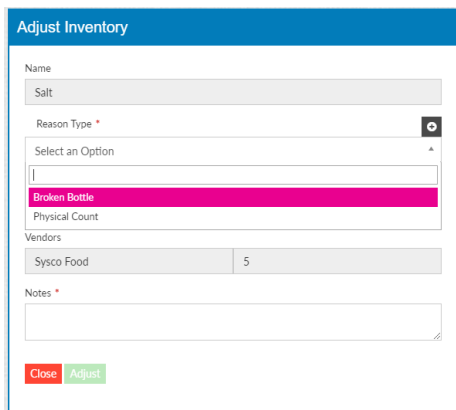 Adjust Inventory
Name
Salt
Reason Type *
Select an Option
Broken Bottle
Physical Count
Vendors
Sysco Food 5
Notes *
Close Adjust